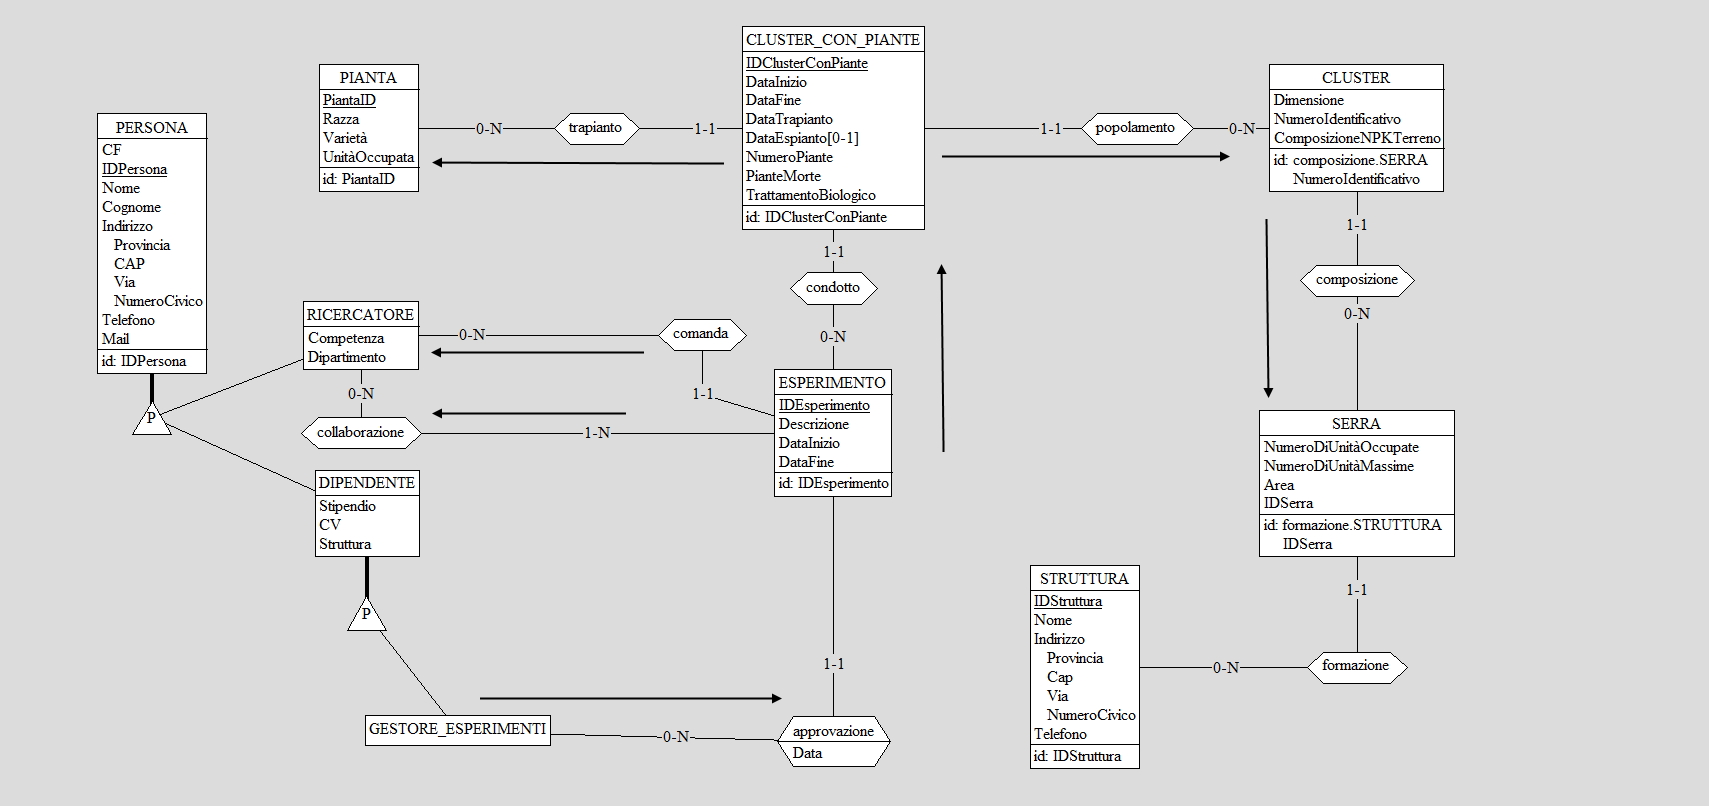 CLUSTER_CON_PIANTE
IDClusterConPiante
DataInizio
DataFine
DataTrapianto
DataEspianto[0-1]
NumeroPiante
PianteMorte
TrattamentoBiologico
id: IDClusterConPiante
PIANTA
PiantaID
Razza
Varietà
UnitàOccupata
id: PiantaID
0-N
trapianto
1-1
1-1
popolamento
0-N
CLUSTER
Dimensione
NumeroIdentificativo
ComposizioneNPKTerreno
id: composizione.SERRA
NumeroIdentificativo
PERSONA
CF
IDPersona
Nome
Cognome
Indirizzo
Provincia
CAP
Via
NumeroCivico
Telefono
Mail
id: IDPersona
P
1-1
condotto
0-N
1-1
composizione
0-N
RICERCATORE
Competenza
Dipartimento
0-N
comanda
1-1
0-N
collaborazione
1-N
ESPERIMENTO
IDEsperimento
Descrizione
DataInizio
DataFine
id: IDEsperimento
SERRA
NumeroDiUnitàOccupate
NumeroDiUnitàMassime
Area
IDSerra
id: formazione.STRUTTURA
IDSerra
DIPENDENTE
Stipendio
CV
Struttura
P
STRUTTURA
IDStruttura
Nome
Indirizzo
Provincia
Cap
Via
NumeroCivico
Telefono
id: IDStruttura
1-1
0-N
formazione
1-1
GESTORE_ESPERIMENTI
0-N
approvazione
Data